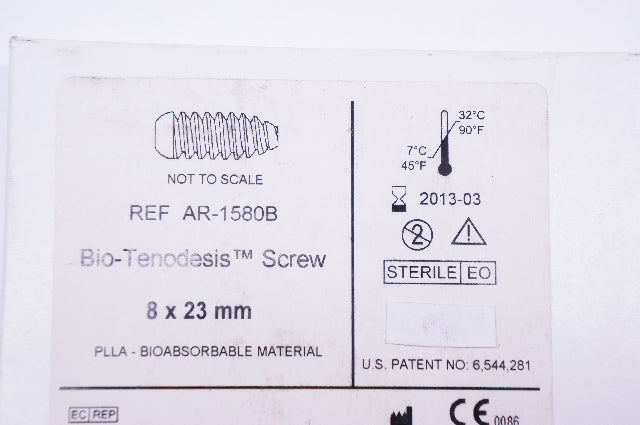 NOT TO SCALE
REF AR-1580B
Bio-Tenodesis™ Screw
8 x 23 mm
PLLA - BIOABSORBABLE MATERIAL
32°C
90°F
7°C
45°F
2013-03
2
STERILE EO
U.S. PATENT NO: 6,544,281
EC REP
CE 0086